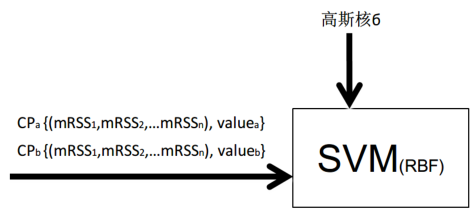 高斯核6
CPa {(mRSS1,mRSS2,...mRSSn), valuea}
CPb {(mRSS1,mRSS2,...mRSSn), valueb}
SVM(RBF)